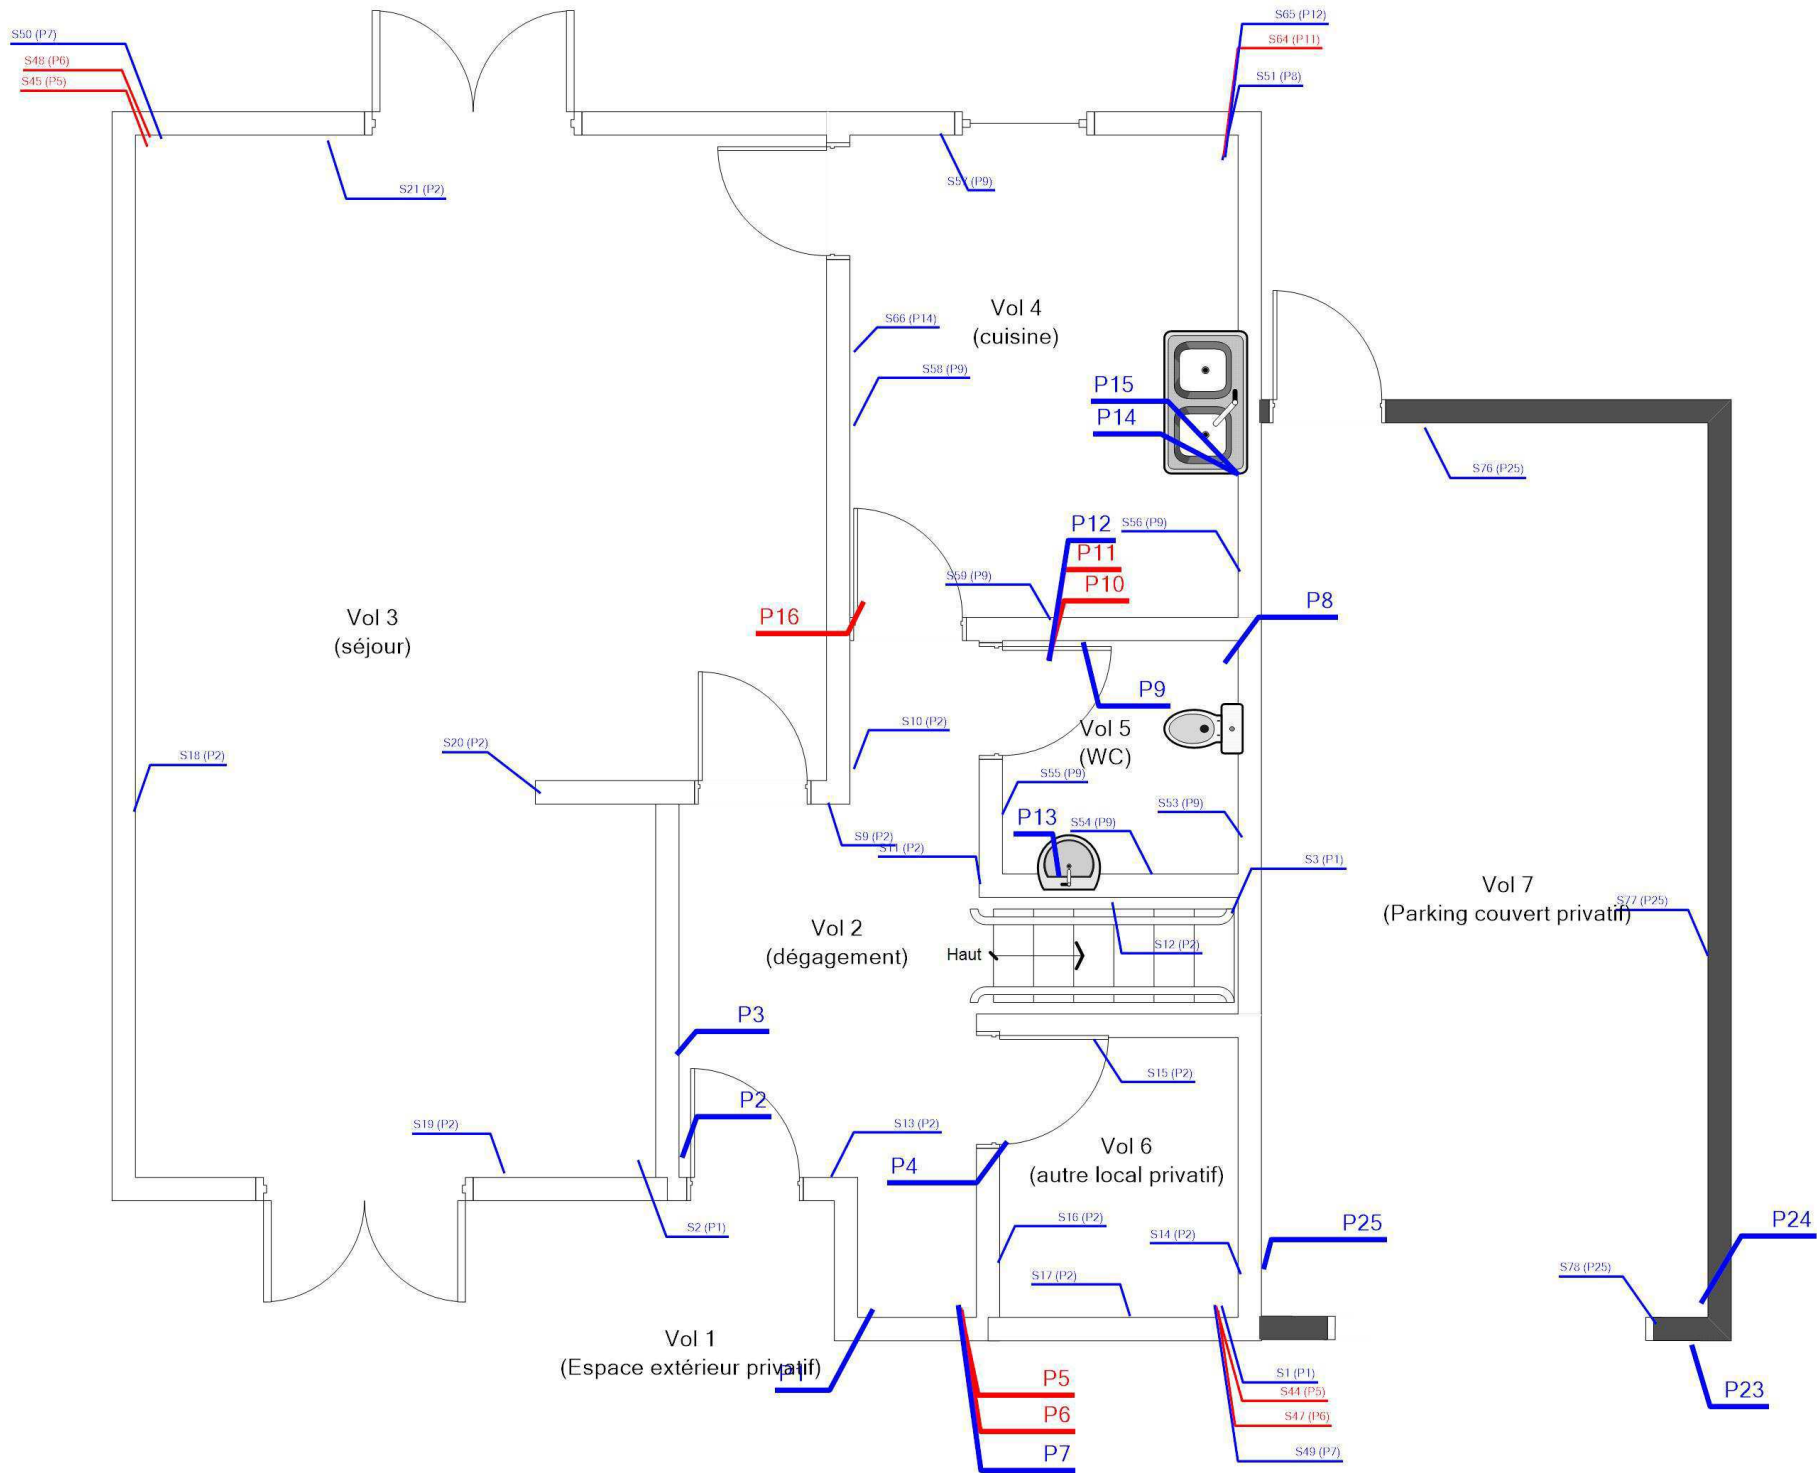 S50 (P7)
S48 (P6)
S45 (P5)
S65 (P12)
S64 (P11)
S51 (P8)
S21 (P2)
S57 (P9)
Vol 4
(cuisine)
S66 (P14)
S58 (P9)
P15
P14
S76 (P25)
P12
S56 (P9)
P11
S59 (P9)
P10
Vol 3
(séjour)
P16
P8
P9
S10 (P2)
Vol 5
(WC)
S20 (P2)
S18 (P2)
S55 (P9)
S53 (P9)
P13
S54 (P9)
S9 (P2)
S11 (P2)
S3 (P1)
Vol 7
(Parking couvert privatif)
S77 (P25)
Vol 2
(dégagement)
Haut
S12 (P2)
P3
S15 (P2)
P2
S19 (P2)
S13 (P2)
Vol 6
(autre local privatif)
P4
S16 (P2)
S2 (P1)
S14 (P2)
P25
P24
S17 (P2)
S78 (P25)
Vol 1
(Espace extérieur privatif)
P1
P5
P6
P7
S1 (P1)
S44 (P5)
S47 (P6)
S49 (P7)
P23